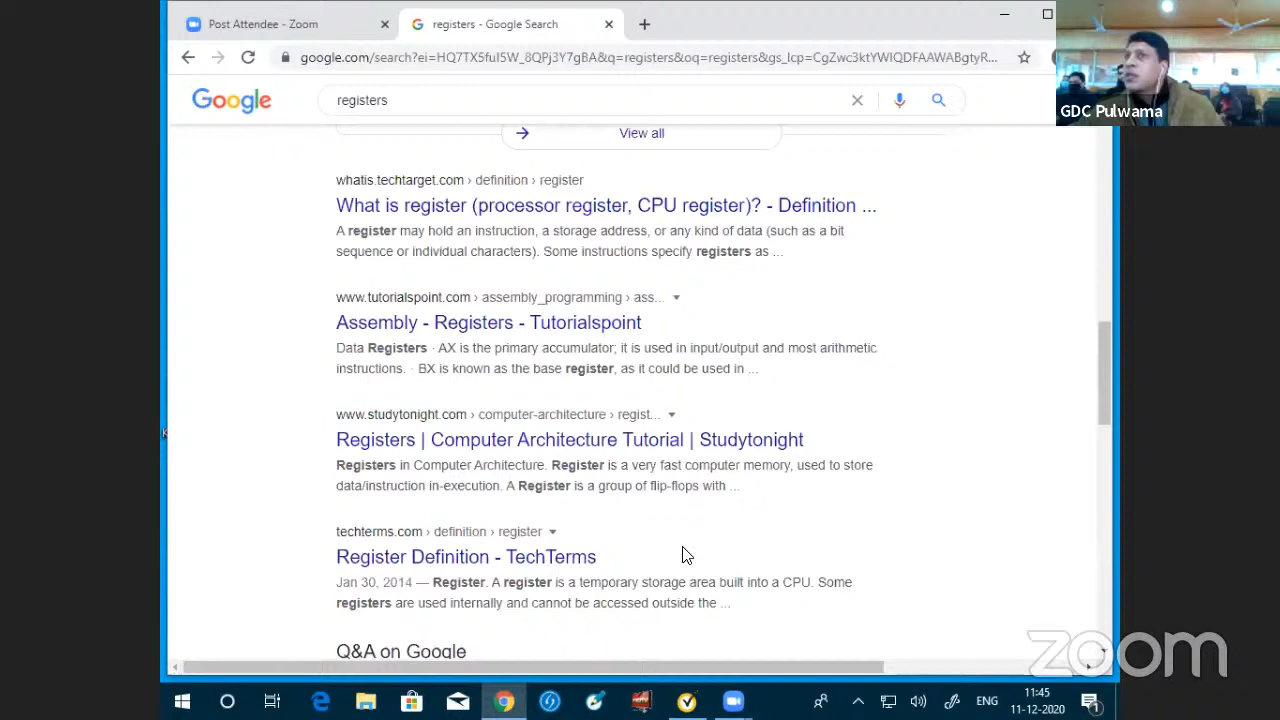 Post Attendee - Zoom
registers - Google Search
google.com/search?ei=HQ7TX5fuI5W_8QPj3Y7gBA&q=registers&oq=registers&gs_lcp=CgZwc3ktYWIQDFAAWABgtyR...
GDC Pulwama
Google
registers
View all
whatis.techtarget.com › definition › register
What is register (processor register, CPU register)? - Definition ...
A register may hold an instruction, a storage address, or any kind of data (such as a bit
sequence or individual characters). Some instructions specify registers as ...
www.tutorialspoint.com › assembly_programming › ass...
Assembly - Registers - Tutorialspoint
Data Registers · AX is the primary accumulator; it is used in input/output and most arithmetic
instructions. · BX is known as the base register, as it could be used in ...
www.studytonight.com › computer-architecture › regist...
Registers | Computer Architecture Tutorial | Studytonight
Registers in Computer Architecture. Register is a very fast computer memory, used to store
data/instruction in-execution. A Register is a group of flip-flops with ...
techterms.com › definition › register
Register Definition - TechTerms
Jan 30, 2014 — Register. A register is a temporary storage area built into a CPU. Some
registers are used internally and cannot be accessed outside the ...
Q&A on Google
zoom
ENG
11:45
11-12-2020
1